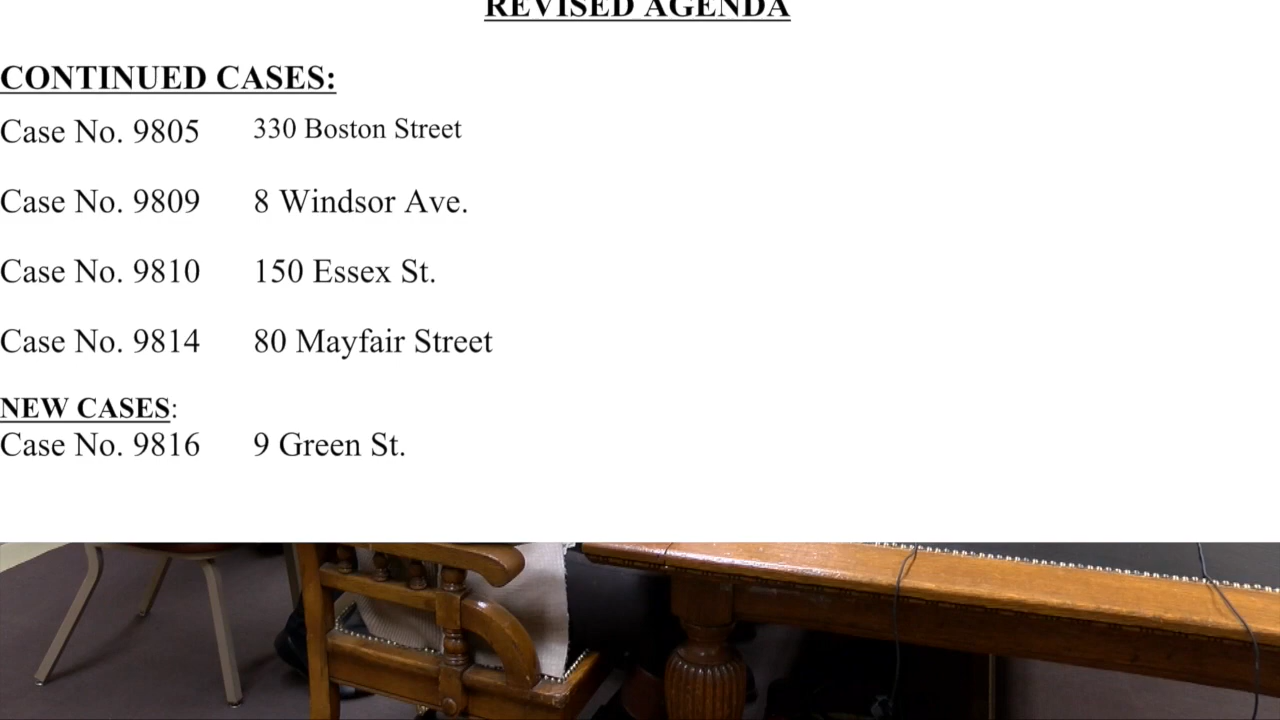 REVISED AGENDA
CONTINUED CASES:
Case No. 9805 330 Boston Street
Case No. 9809 8 Windsor Ave.
Case No. 9810 150 Essex St.
Case No. 9814 80 Mayfair Street
NEW CASES:
Case No. 9816 9 Green St.